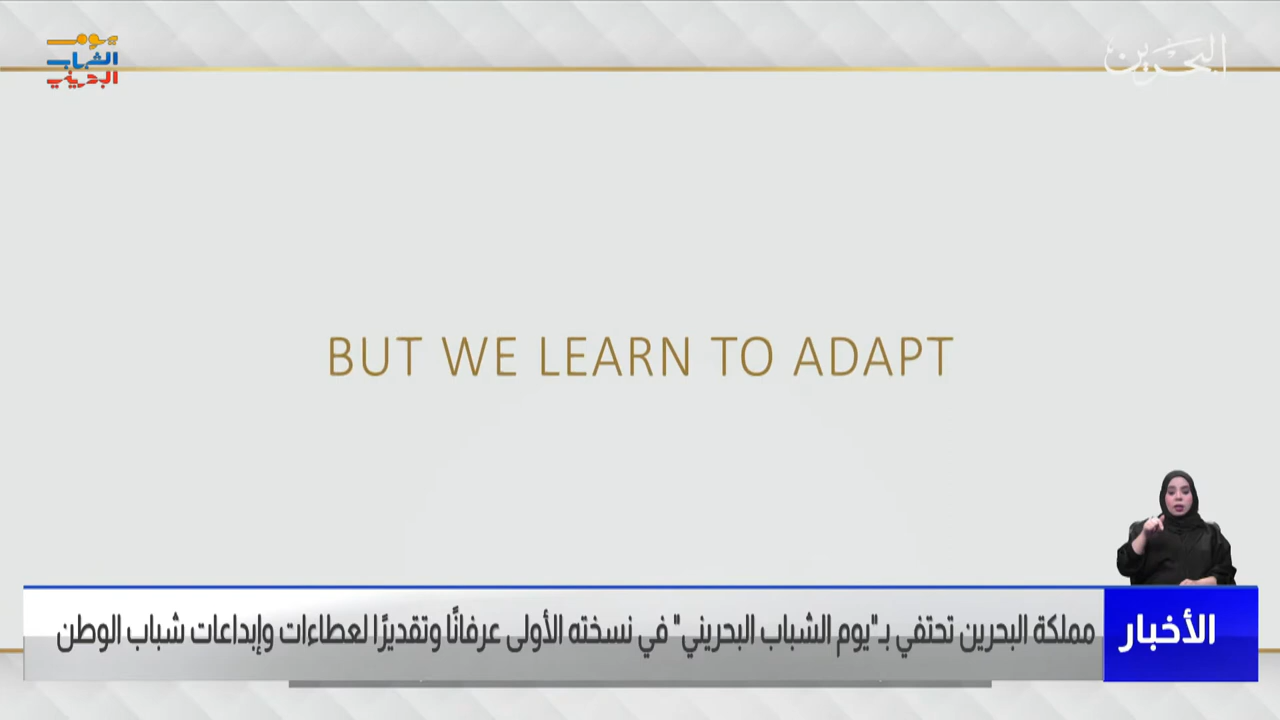 يوم
الشباب
البحريني
البحرين
BUT WE LEARN TO ADAPT
الأخبار
مملكة البحرين تحتفي بـ"يوم الشباب البحريني" في نسخته الأولى عرفانًا وتقديرًا لعطاءات وإبداعات شباب الوطن